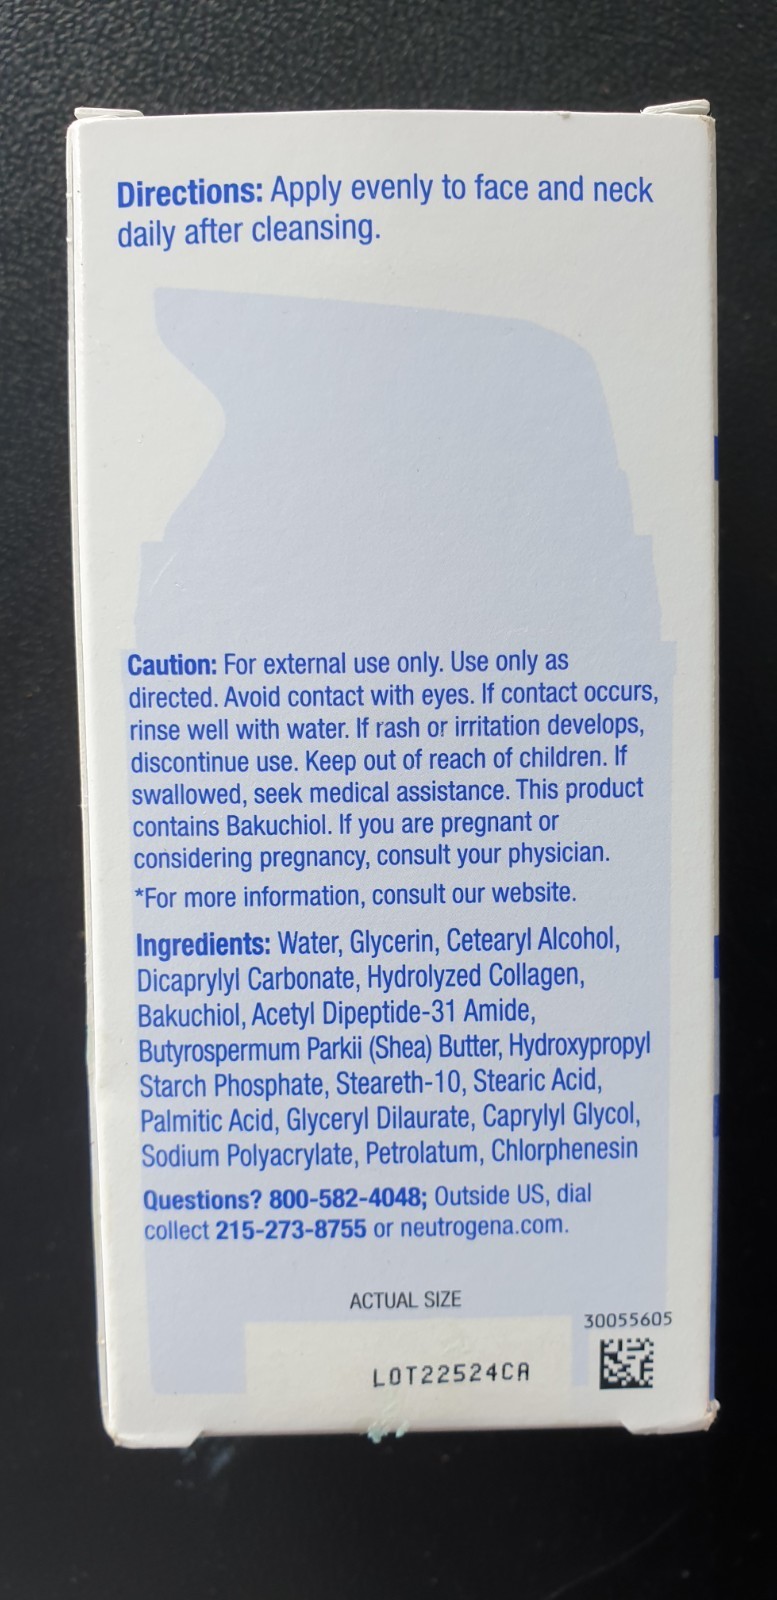 Directions: Apply evenly to face and neck
daily after cleansing.
Caution: For external use only. Use only as
directed. Avoid contact with eyes. If contact occurs,
rinse well with water. If rash or irritation develops,
discontinue use. Keep out of reach of children. If
swallowed, seek medical assistance. This product
contains Bakuchiol. If you are pregnant or
considering pregnancy, consult your physician.
*For more information, consult our website.
Ingredients: Water, Glycerin, Cetearyl Alcohol,
Dicaprylyl Carbonate, Hydrolyzed Collagen,
Bakuchiol, Acetyl Dipeptide-31 Amide,
Butyrospermum Parkii (Shea) Butter, Hydroxypropyl
Starch Phosphate, Steareth-10, Stearic Acid,
Palmitic Acid, Glyceryl Dilaurate, Caprylyl Glycol,
Sodium Polyacrylate, Petrolatum, Chlorphenesin
Questions? 800-582-4048; Outside US, dial
collect 215-273-8755 or neutrogena.com.
ACTUAL SIZE
30055605
LOT22524CA